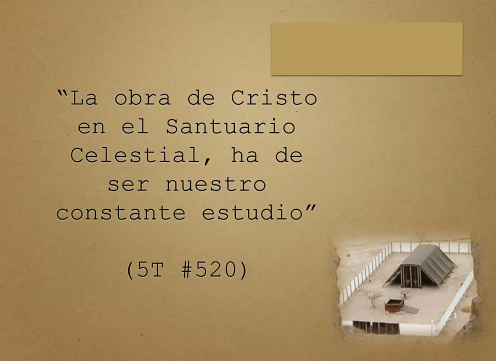 “La obra de Cristo
en el Santuario
Celestial, ha de
ser nuestro
constante estudio”
(5T #520)